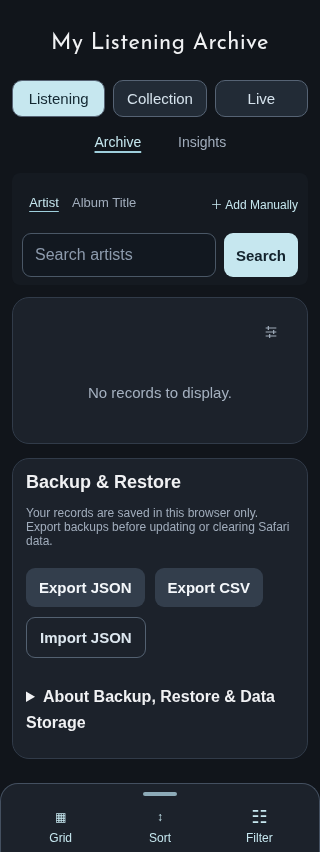 My Listening Archive
Listening Collection Live
Archive Insights
Artist Album Title + Add Manually
Search artists Search
No records to display.
Backup & Restore
Your records are saved in this browser only.
Export backups before updating or clearing Safari
data.
Export JSON Export CSV
Import JSON
About Backup, Restore & Data
Storage
Grid Sort Filter